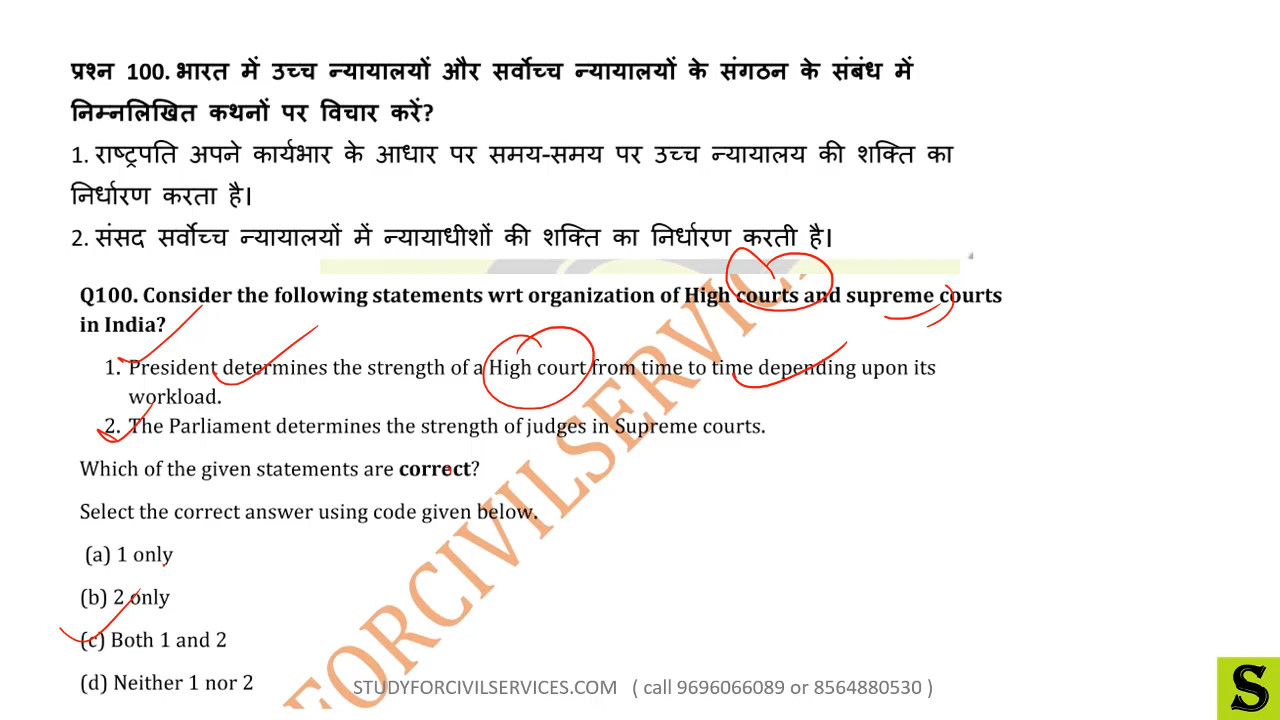 प्रश्न 100. भारत में उच्च न्यायालयों और सर्वोच्च न्यायालयों के संगठन के संबंध में
निम्नलिखित कथनों पर विचार करें?
1. राष्ट्रपति अपने कार्यभार के आधार पर समय-समय पर उच्च न्यायालय की शक्ति का
निर्धारण करता है।
2. संसद सर्वोच्च न्यायालयों में न्यायाधीशों की शक्ति का निर्धारण करती है।
Q100. Consider the following statements wrt organization of High courts and supreme courts
in India?
1. President determines the strength of a High court from time to time depending upon its
workload.
2. The Parliament determines the strength of judges in Supreme courts.
Which of the given statements are correct?
Select the correct answer using code given below.
(a) 1 only
(b) 2 only
(c) Both 1 and 2
(d) Neither 1 nor 2
FORCIVILSERVIC
STUDYFORCIVILSERVICES.COM ( call 9696066089 or 8564880530 )
S